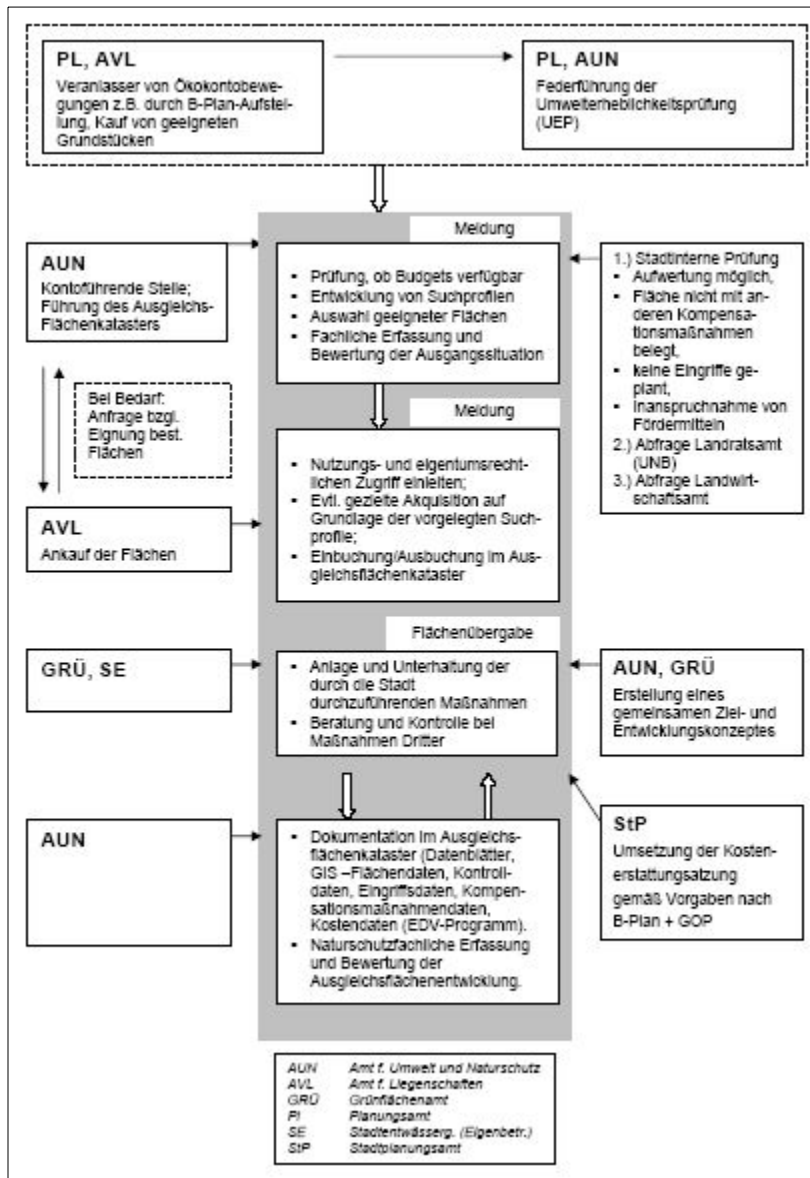 PL, AVL
Veranlasser von Ökokontobewe-
gungen z.B. durch B-Plan-Aufstel-
lung, Kauf von geeigneten
Grundstücken
PL, AUN
Federführung der
Umwelterheblichkeitsprüfung
(UEP)
Meldung
AUN
Kontoführende Stelle;
Führung des Ausgleichs-
Flächenkatasters
▪ Prüfung, ob Budgets verfügbar
▪ Entwicklung von Suchprofilen
▪ Auswahl geeigneter Flächen
▪ Fachliche Erfassung und
Bewertung der Ausgangssituation
1.) Stadtinterne Prüfung
▪ Aufwertung möglich,
▪ Fläche nicht mit an-
deren Kompensa-
tionsmaßnahmen
belegt,
▪ keine Eingriffe ge-
plant,
▪ Inanspruchnahme von
Fördermitteln
2.) Abfrage Landratsamt
(UNB)
3.) Abfrage Landwirt-
schaftsamt
Bei Bedarf:
Anfrage bzgl.
Eignung best.
Flächen
Meldung
AVL
Ankauf der Flächen
▪ Nutzungs- und eigentumsrecht-
lichen Zugriff einleiten;
▪ Evtl. gezielte Akquisition auf
Grundlage der vorgelegten Such-
profile;
▪ Einbuchung/Ausbuchung im Aus-
gleichsflächenkataster
Flächenübergabe
GRÜ, SE
▪ Anlage und Unterhaltung der
durch die Stadt
durchzuführenden Maßnahmen
▪ Beratung und Kontrolle bei
Maßnahmen Dritter
AUN, GRÜ
Erstellung eines
gemeinsamen Ziel- und
Entwicklungskonzeptes
AUN
▪ Dokumentation im Ausgleichs-
flächenkataster (Datenblätter,
GIS –Flächendaten, Kontroll-
daten, Eingriffsdaten, Kompen-
sationsmaßnahmendaten,
Kostendaten (EDV-Programm).
▪ Naturschutzfachliche Erfassung
und Bewertung der
Ausgleichsflächenentwicklung.
StP
Umsetzung der Kosten-
erstattungsatzung
gemäß Vorgaben nach
B-Plan + GOP
AUN Amt f. Umwelt und Naturschutz
AVL Amt f. Liegenschaften
GRÜ Grünflächenamt
Pl Planungsamt
SE Stadtentwässerg. (Eigenbetr.)
StP Stadtplanungsamt